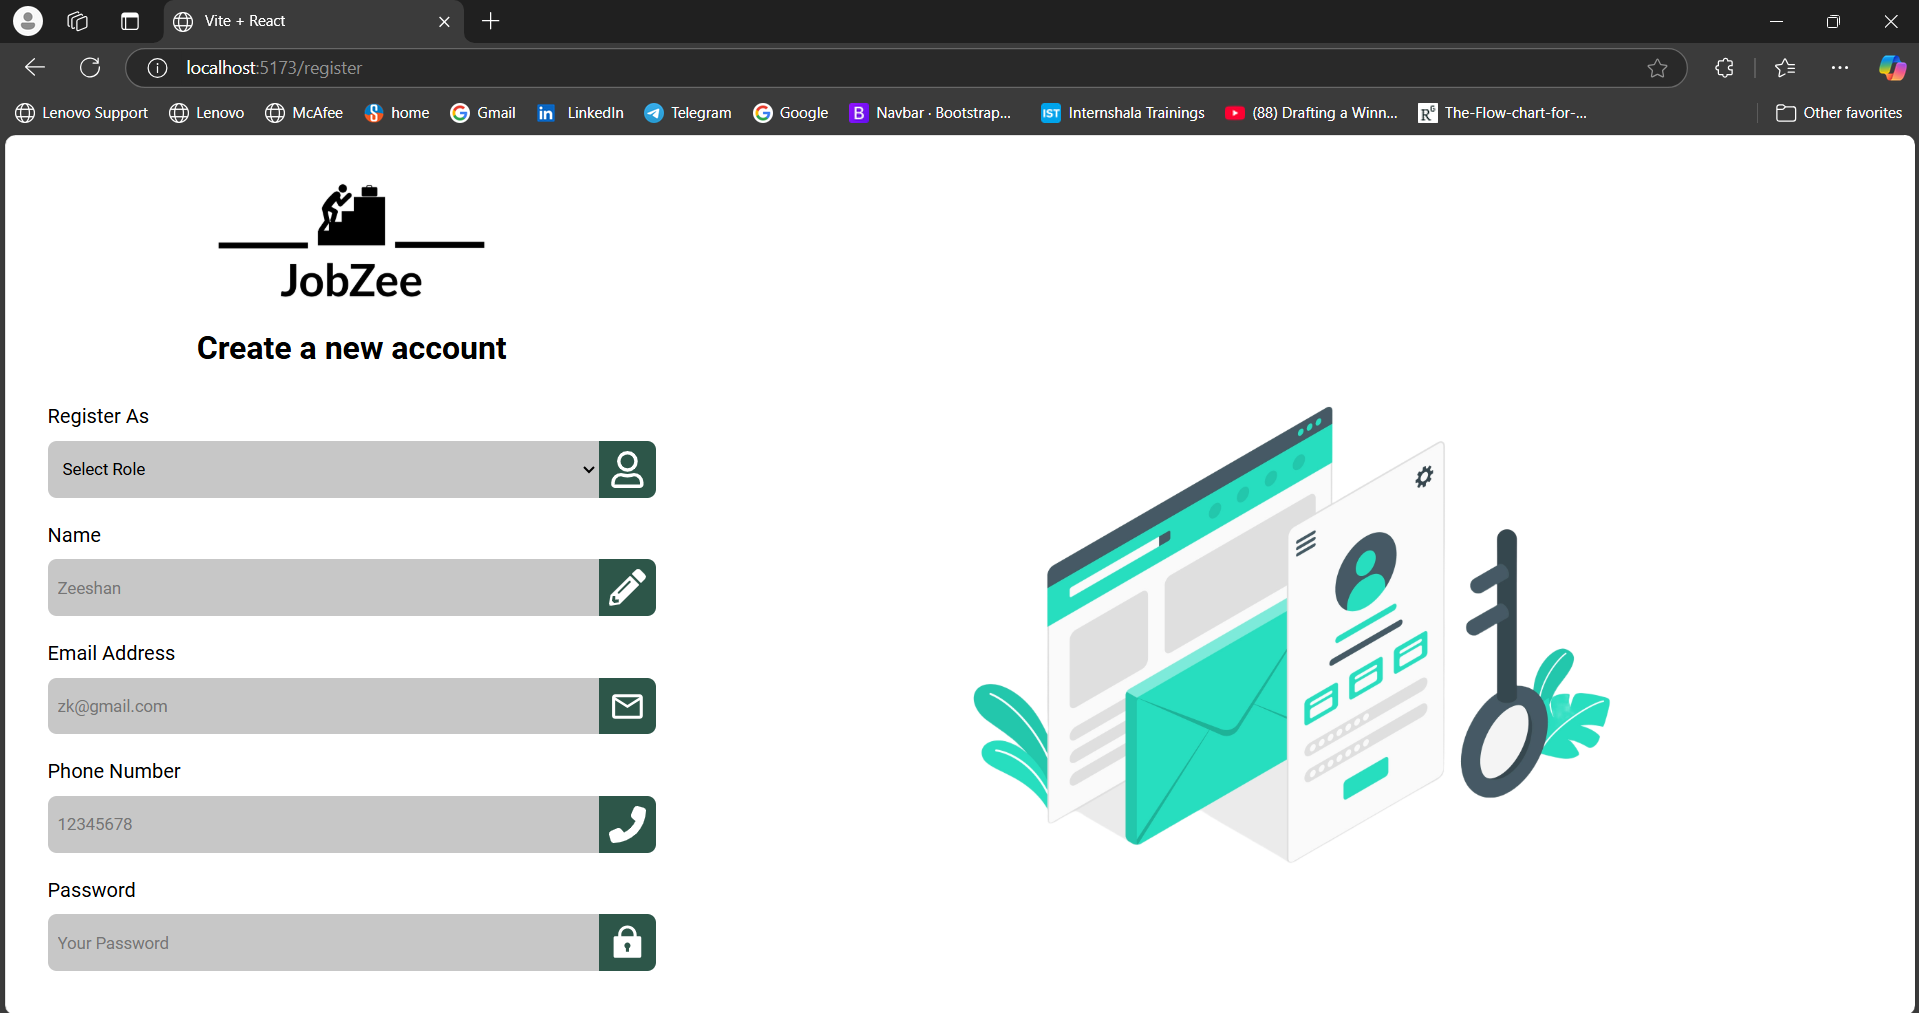 Vite + React
localhost:5173/register
Lenovo Support Lenovo McAfee home Gmail LinkedIn Telegram Google Navbar · Bootstrap... Internshala Trainings (88) Drafting a Winn... The-Flow-chart-for-... Other favorites
JobZee
Create a new account
Register As
Select Role
Name
Zeeshan
Email Address
zk@gmail.com
Phone Number
12345678
Password
Your Password